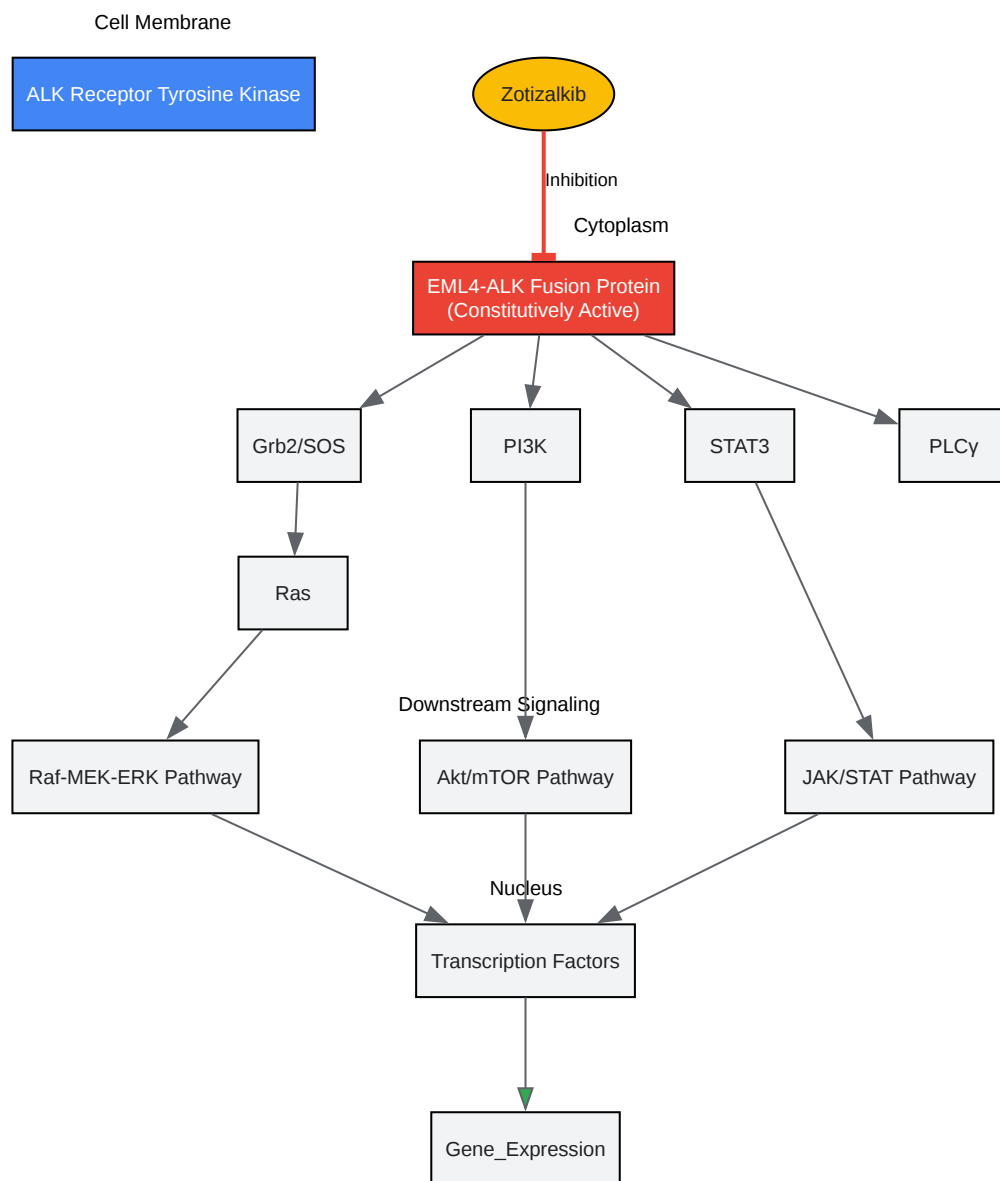 Cell Membrane
ALK Receptor Tyrosine Kinase
Zotizalkib
Inhibition
Cytoplasm
EML4-ALK Fusion Protein
(Constitutively Active)
Grb2/SOS
PI3K
STAT3
PLCγ
Ras
Downstream Signaling
Raf-MEK-ERK Pathway
Akt/mTOR Pathway
JAK/STAT Pathway
Nucleus
Transcription Factors
Gene_Expression